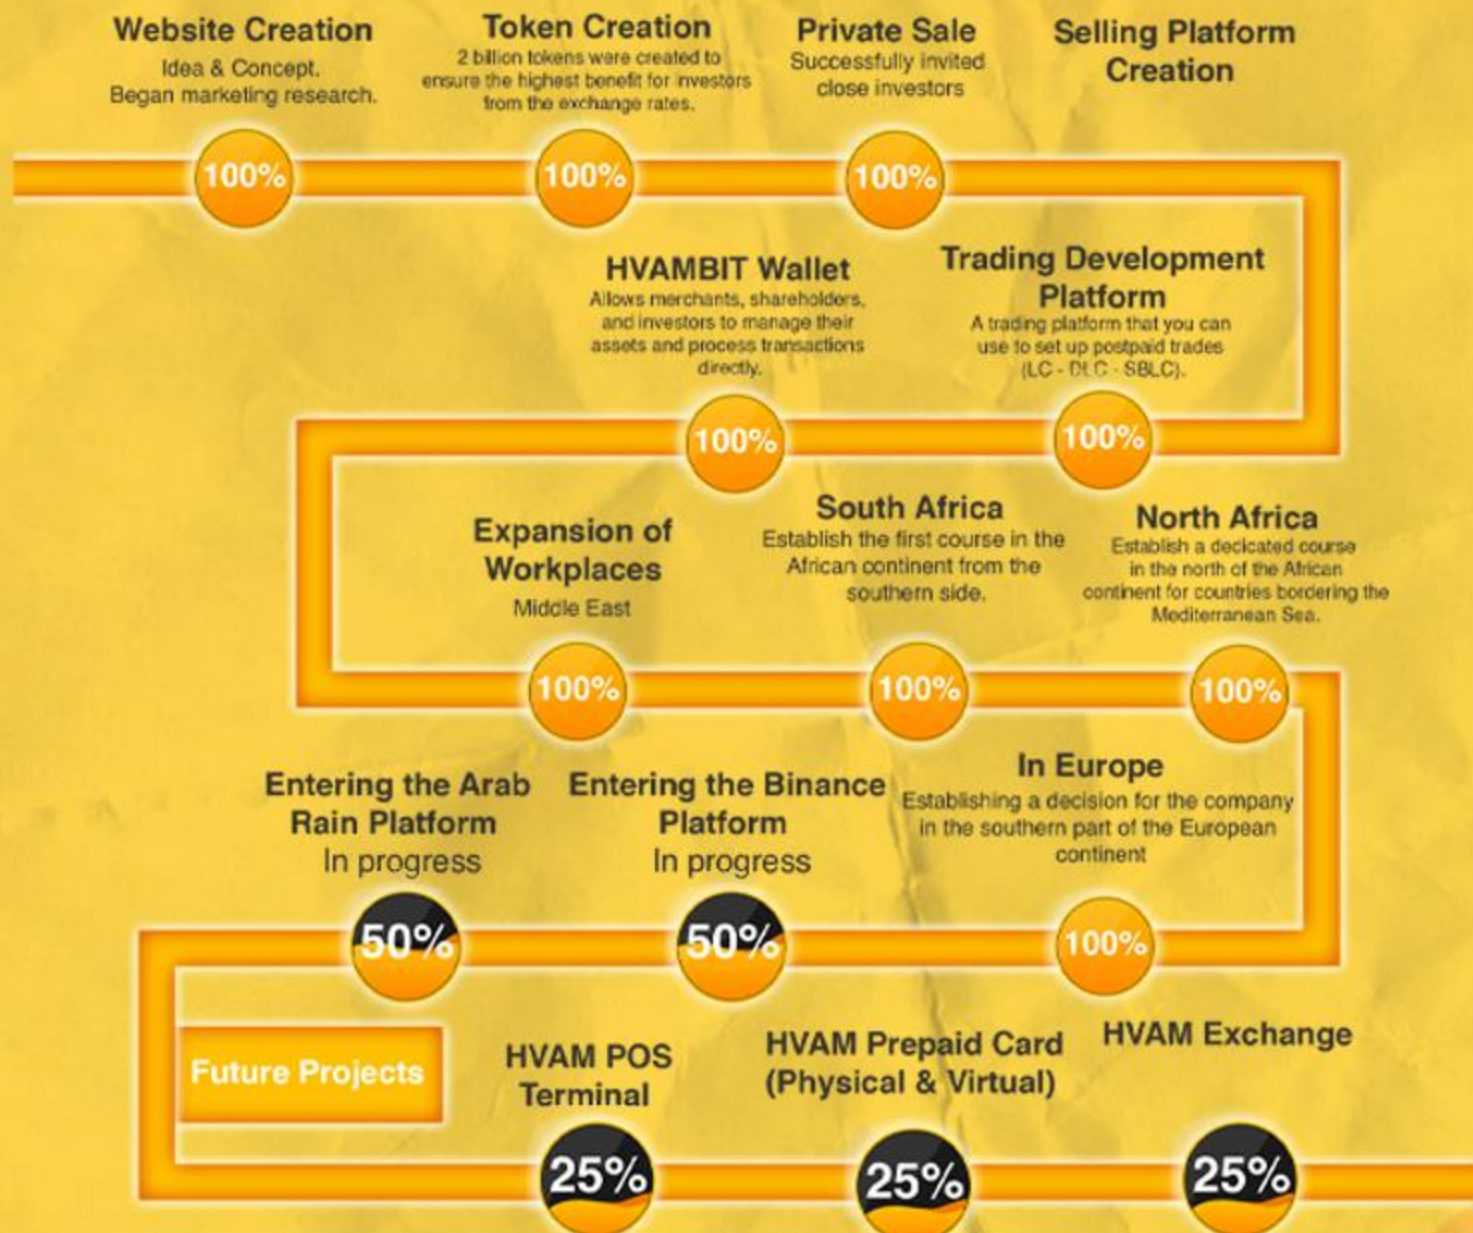 Website Creation
Idea & Concept.
Began marketing research.
Token Creation
2 billion tokens were created to
ensure the highest benefit for investors
from the exchange rates.
Private Sale
Successfully invited
close investors
Selling Platform
Creation
100%
100%
100%
HVAMBIT Wallet
Allows merchants, shareholders,
and investors to manage their
assets and process transactions
directly.
Trading Development
Platform
A trading platform that you can
use to set up postpaid trades
(LC - DLC - SBLC).
100%
100%
Expansion of
Workplaces
Middle East
South Africa
Establish the first course in the
African continent from the
southern side.
North Africa
Establish a decicated course
in the north of the African
continent for countries bordering the
Mediterranean Sea.
100%
100%
100%
Entering the Arab
Rain Platform
In progress
Entering the Binance
Platform
In progress
In Europe
Establishing a decision for the company
in the southern part of the European
continent
50%
50%
100%
Future Projects
HVAM POS
Terminal
HVAM Prepaid Card
(Physical & Virtual)
HVAM Exchange
25%
25%
25%